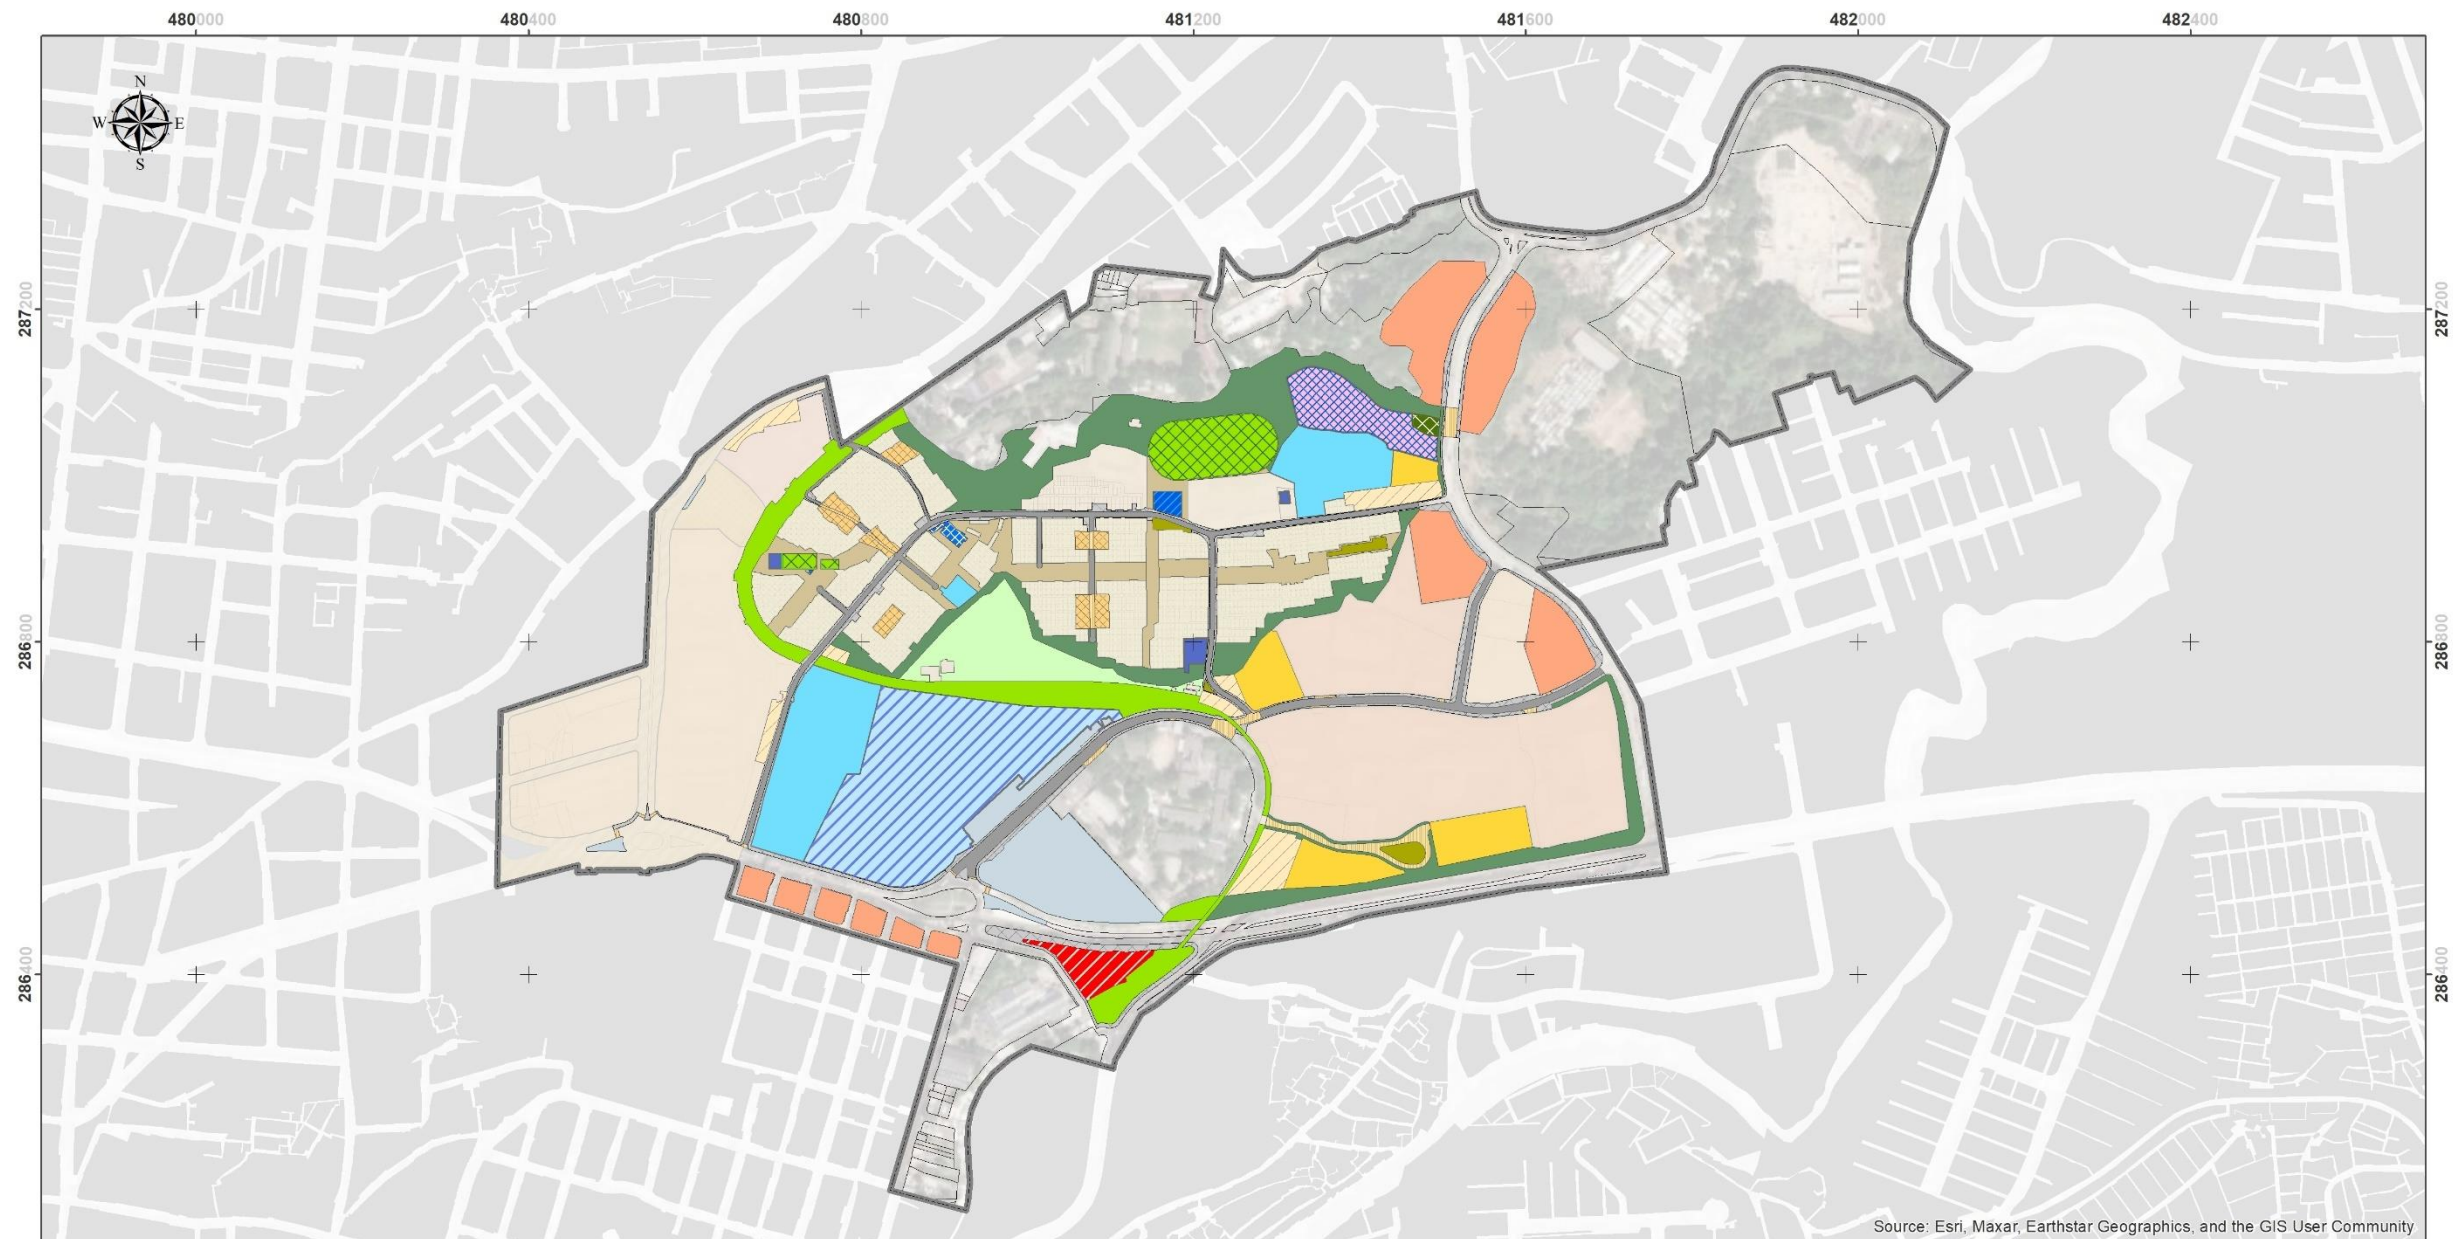 480000 480400 480800 481200 481600 482000 482400
N
W E
S
287200 287200
286800 286800
286400 286400
Source: Esri, Maxar, Earthstar Geographics, and the GIS User Community